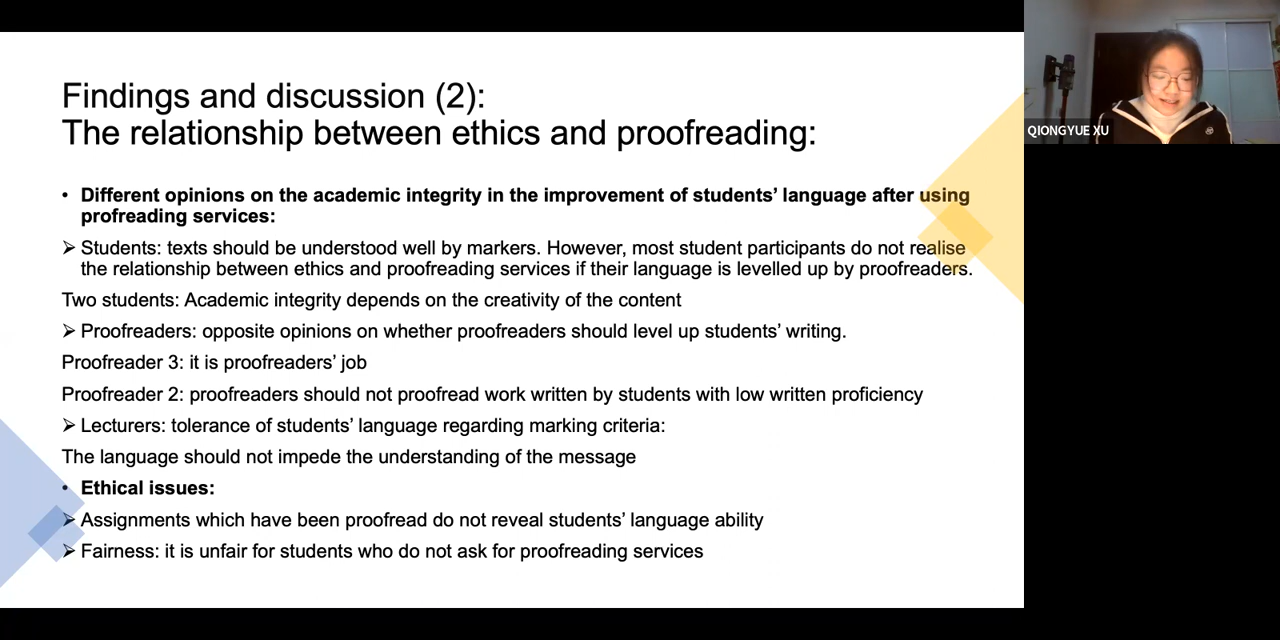 Findings and discussion (2):
The relationship between ethics and proofreading:
• Different opinions on the academic integrity in the improvement of students’ language after using
profreading services:
➢ Students: texts should be understood well by markers. However, most student participants do not realise
the relationship between ethics and proofreading services if their language is levelled up by proofreaders.
Two students: Academic integrity depends on the creativity of the content
➢ Proofreaders: opposite opinions on whether proofreaders should level up students’ writing.
Proofreader 3: it is proofreaders’ job
Proofreader 2: proofreaders should not proofread work written by students with low written proficiency
➢ Lecturers: tolerance of students’ language regarding marking criteria:
The language should not impede the understanding of the message
• Ethical issues:
➢ Assignments which have been proofread do not reveal students’ language ability
➢ Fairness: it is unfair for students who do not ask for proofreading services
QIONGYUE XU